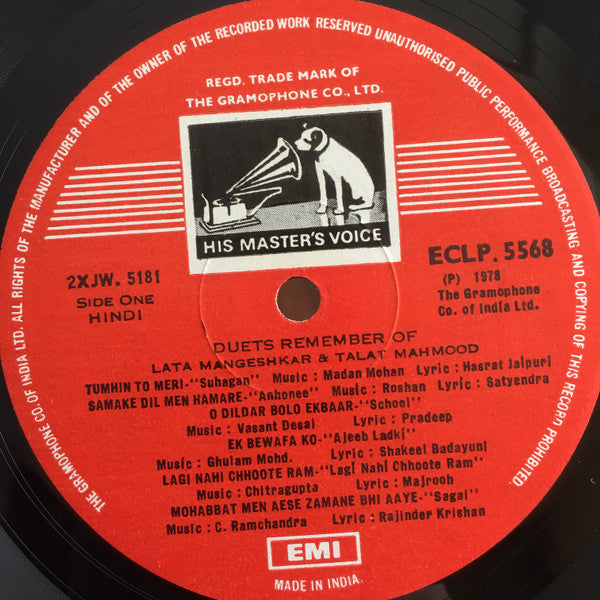 THE GRAMOPHONE CO. OF INDIA LTD. ALL RIGHTS OF THE MANUFACTURER AND OF THE OWNER OF THE RECORDED WORK RESERVED UNAUTHORISED PUBLIC PERFORMANCE BROADCASTING AND COPYING OF THIS RECORD PROHIBITED.
REGD. TRADE MARK OF
THE GRAMOPHONE CO., LTD.
HIS MASTER'S VOICE
2XJW. 5181
SIDE ONE
HINDI
ECLP. 5568
(P) 1978
The Gramophone
Co. of India Ltd.
DUETS REMEMBER OF
LATA MANGESHKAR & TALAT MAHMOOD
TUMHIN TO MERI-"Suhagan" Music : Madan Mohan Lyric : Hasrat Jaipuri
SAMAKE DIL MEN HAMARE-"Anhonee" Music : Roshan Lyric : Satyendra
O DILDAR BOLO EKBAAR-"School"
Music : Vasant Desai Lyric : Pradeep
EK BEWAFA KO-"Ajeeb Ladki"
Music : Ghulam Mohd. Lyric : Shakeel Badayuni
LAGI NAHI CHHOOTE RAM-"Lagi Nahi Chhoote Ram"
Music : Chitragupta Lyric : Majrooh
MOHABBAT MEN AESE ZAMANE BHI AAYE-"Sagai"
Music : C. Ramchandra Lyric : Rajinder Krishan
EMI
MADE IN INDIA.